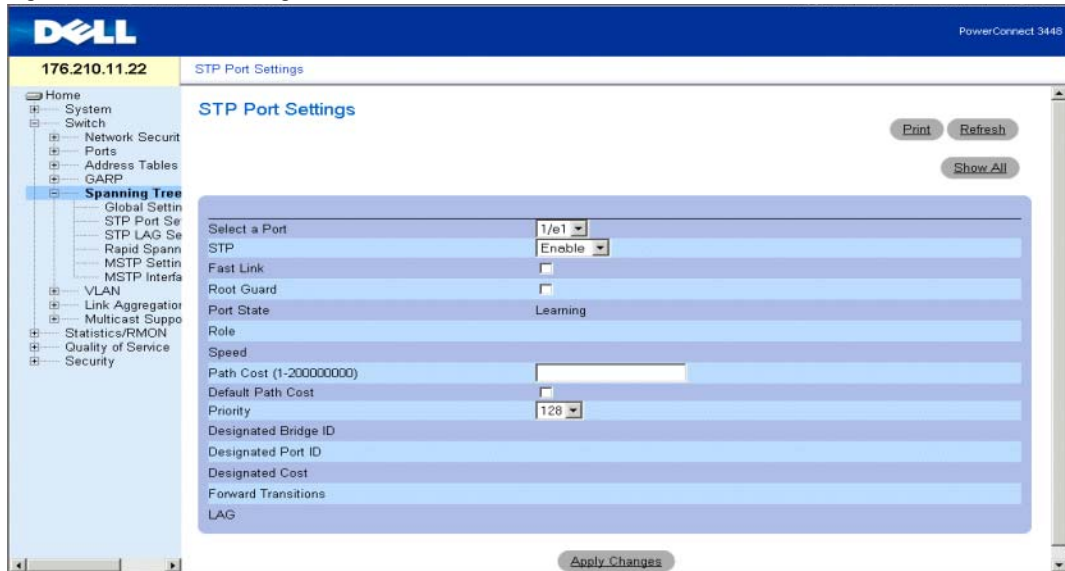 DELL
PowerConnect 3448
176.210.11.22
STP Port Settings
Home
System
Switch
Network Securit
Ports
Address Tables
GARP
Spanning Tree
Global Settin
STP Port Se
STP LAG Se
Rapid Spann
MSTP Settin
MSTP Interfa
VLAN
Link Aggregation
Multicast Suppo
Statistics/RMON
Quality of Service
Security
STP Port Settings
Print
Refresh
Show All
Select a Port 1/e1
STP Enable
Fast Link
Root Guard
Port State Learning
Role
Speed
Path Cost (1-200000000)
Default Path Cost
Priority 128
Designated Bridge ID
Designated Port ID
Designated Cost
Forward Transitions
LAG
Apply Changes